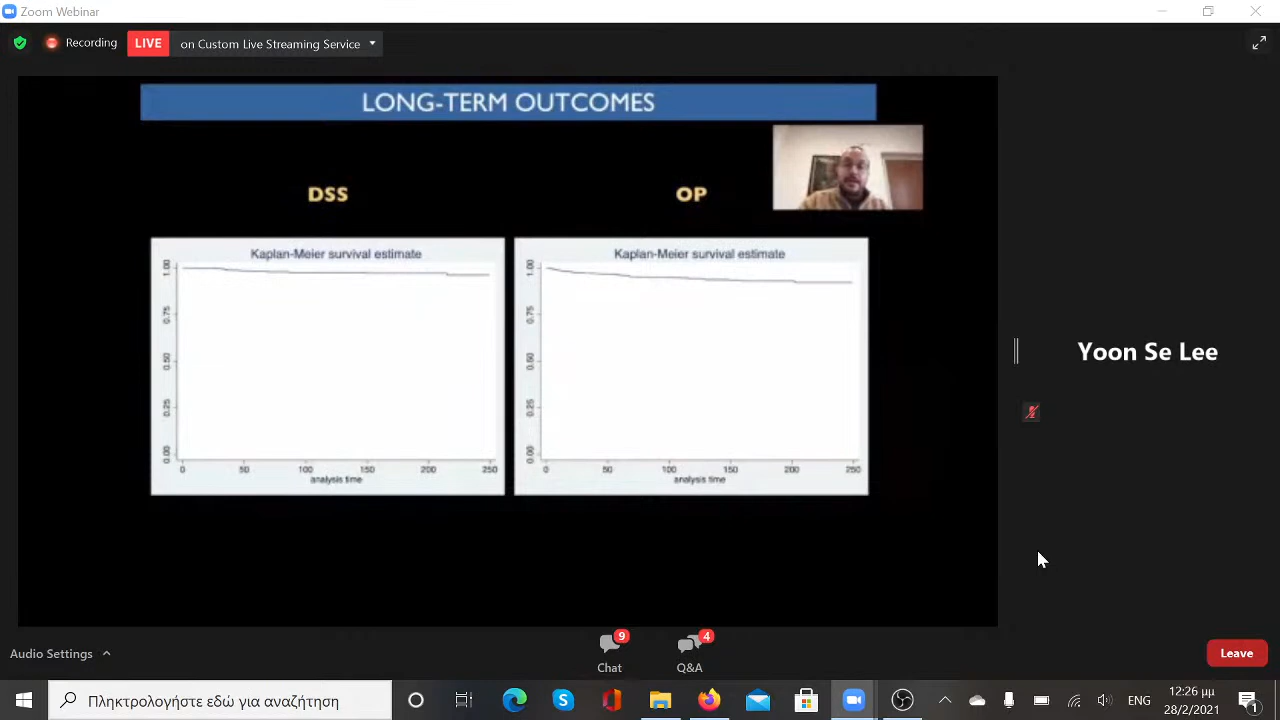 Zoom Webinar
Recording
LIVE
on Custom Live Streaming Service
LONG-TERM OUTCOMES
DSS
OP
Kaplan-Meier survival estimate
1.00
0.75
0.50
0.25
0.00
0 50 100 150 200 250
analysis time
Kaplan-Meier survival estimate
1.00
0.75
0.50
0.25
0.00
0 50 100 150 200 250
analysis time
Yoon Se Lee
Audio Settings
9
Chat
4
Q&A
Leave
Πληκτρολογήστε εδώ για αναζήτηση
ENG
12:26 μμ
28/2/2021
1